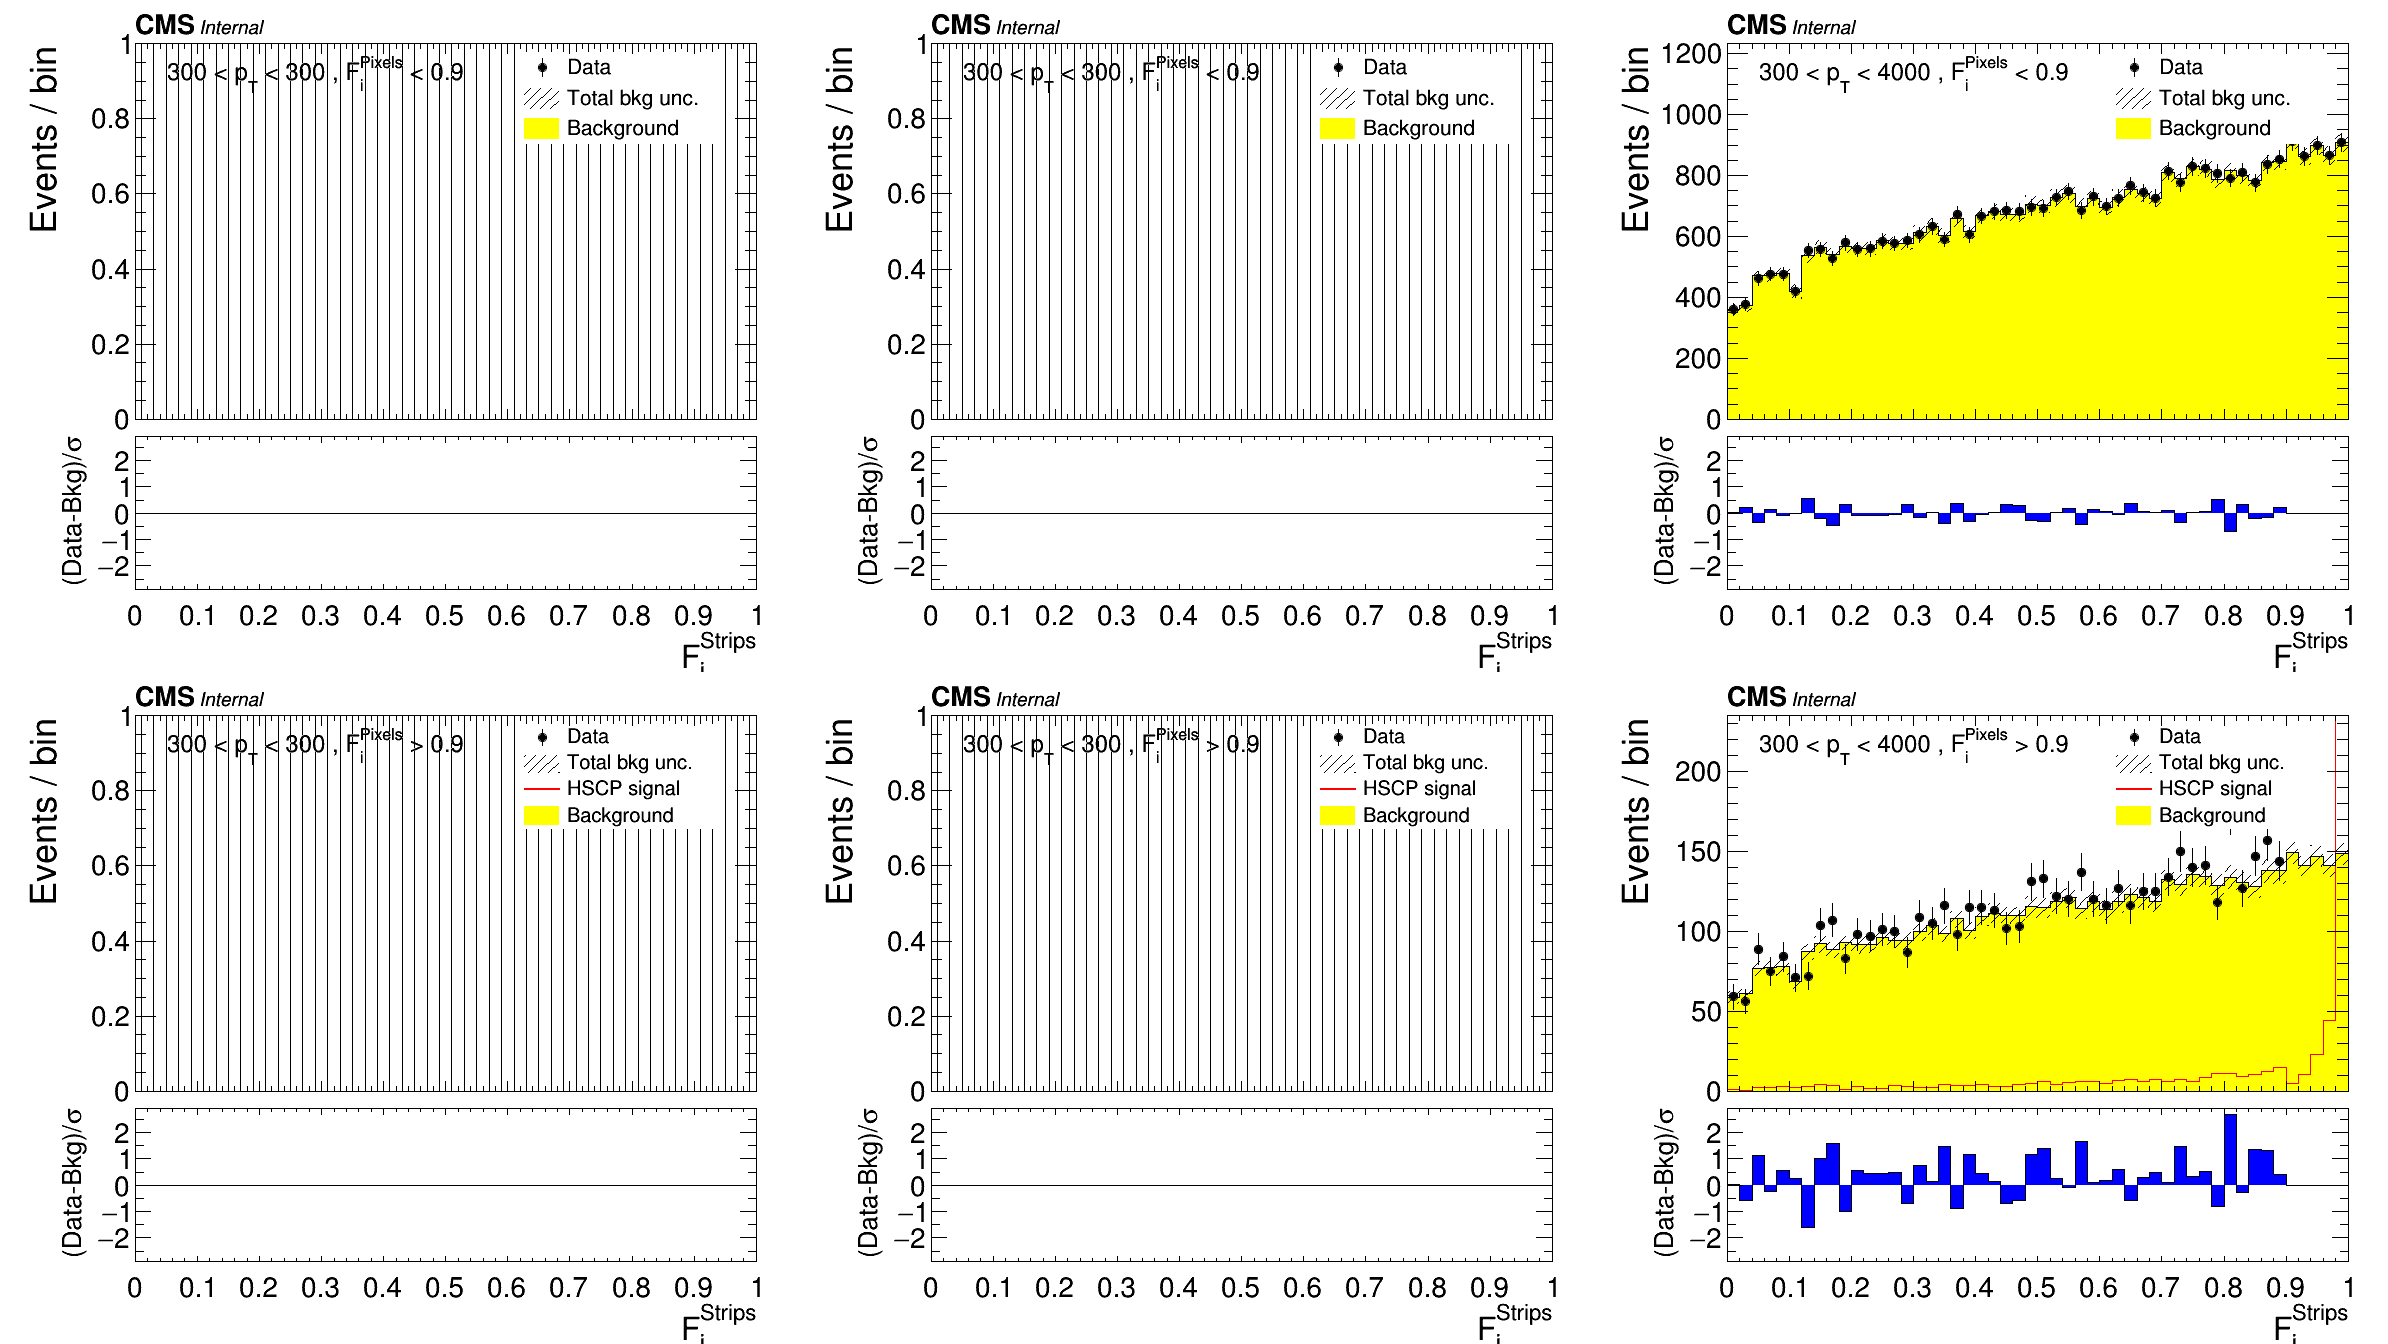 CMS Internal
Events / bin
300 < pT < 300 , FiPixels < 0.9
Data
Total bkg unc.
Background
1
0.8
0.6
0.4
0.2
0
(Data-Bkg)/σ
2
1
0
−1
−2
0 0.1 0.2 0.3 0.4 0.5 0.6 0.7 0.8 0.9 1
FiStrips
CMS Internal
Events / bin
300 < pT < 300 , FiPixels < 0.9
Data
Total bkg unc.
Background
1
0.8
0.6
0.4
0.2
0
(Data-Bkg)/σ
2
1
0
−1
−2
0 0.1 0.2 0.3 0.4 0.5 0.6 0.7 0.8 0.9 1
FiStrips
CMS Internal
Events / bin
300 < pT < 4000 , FiPixels < 0.9
Data
Total bkg unc.
Background
1200
1000
800
600
400
200
0
(Data-Bkg)/σ
2
1
0
−1
−2
0 0.1 0.2 0.3 0.4 0.5 0.6 0.7 0.8 0.9 1
FiStrips
CMS Internal
Events / bin
300 < pT < 300 , FiPixels > 0.9
Data
Total bkg unc.
HSCP signal
Background
1
0.8
0.6
0.4
0.2
0
(Data-Bkg)/σ
2
1
0
−1
−2
0 0.1 0.2 0.3 0.4 0.5 0.6 0.7 0.8 0.9 1
FiStrips
CMS Internal
Events / bin
300 < pT < 300 , FiPixels > 0.9
Data
Total bkg unc.
HSCP signal
Background
1
0.8
0.6
0.4
0.2
0
(Data-Bkg)/σ
2
1
0
−1
−2
0 0.1 0.2 0.3 0.4 0.5 0.6 0.7 0.8 0.9 1
FiStrips
CMS Internal
Events / bin
300 < pT < 4000 , FiPixels > 0.9
Data
Total bkg unc.
HSCP signal
Background
200
150
100
50
0
(Data-Bkg)/σ
2
1
0
−1
−2
0 0.1 0.2 0.3 0.4 0.5 0.6 0.7 0.8 0.9 1
FiStrips